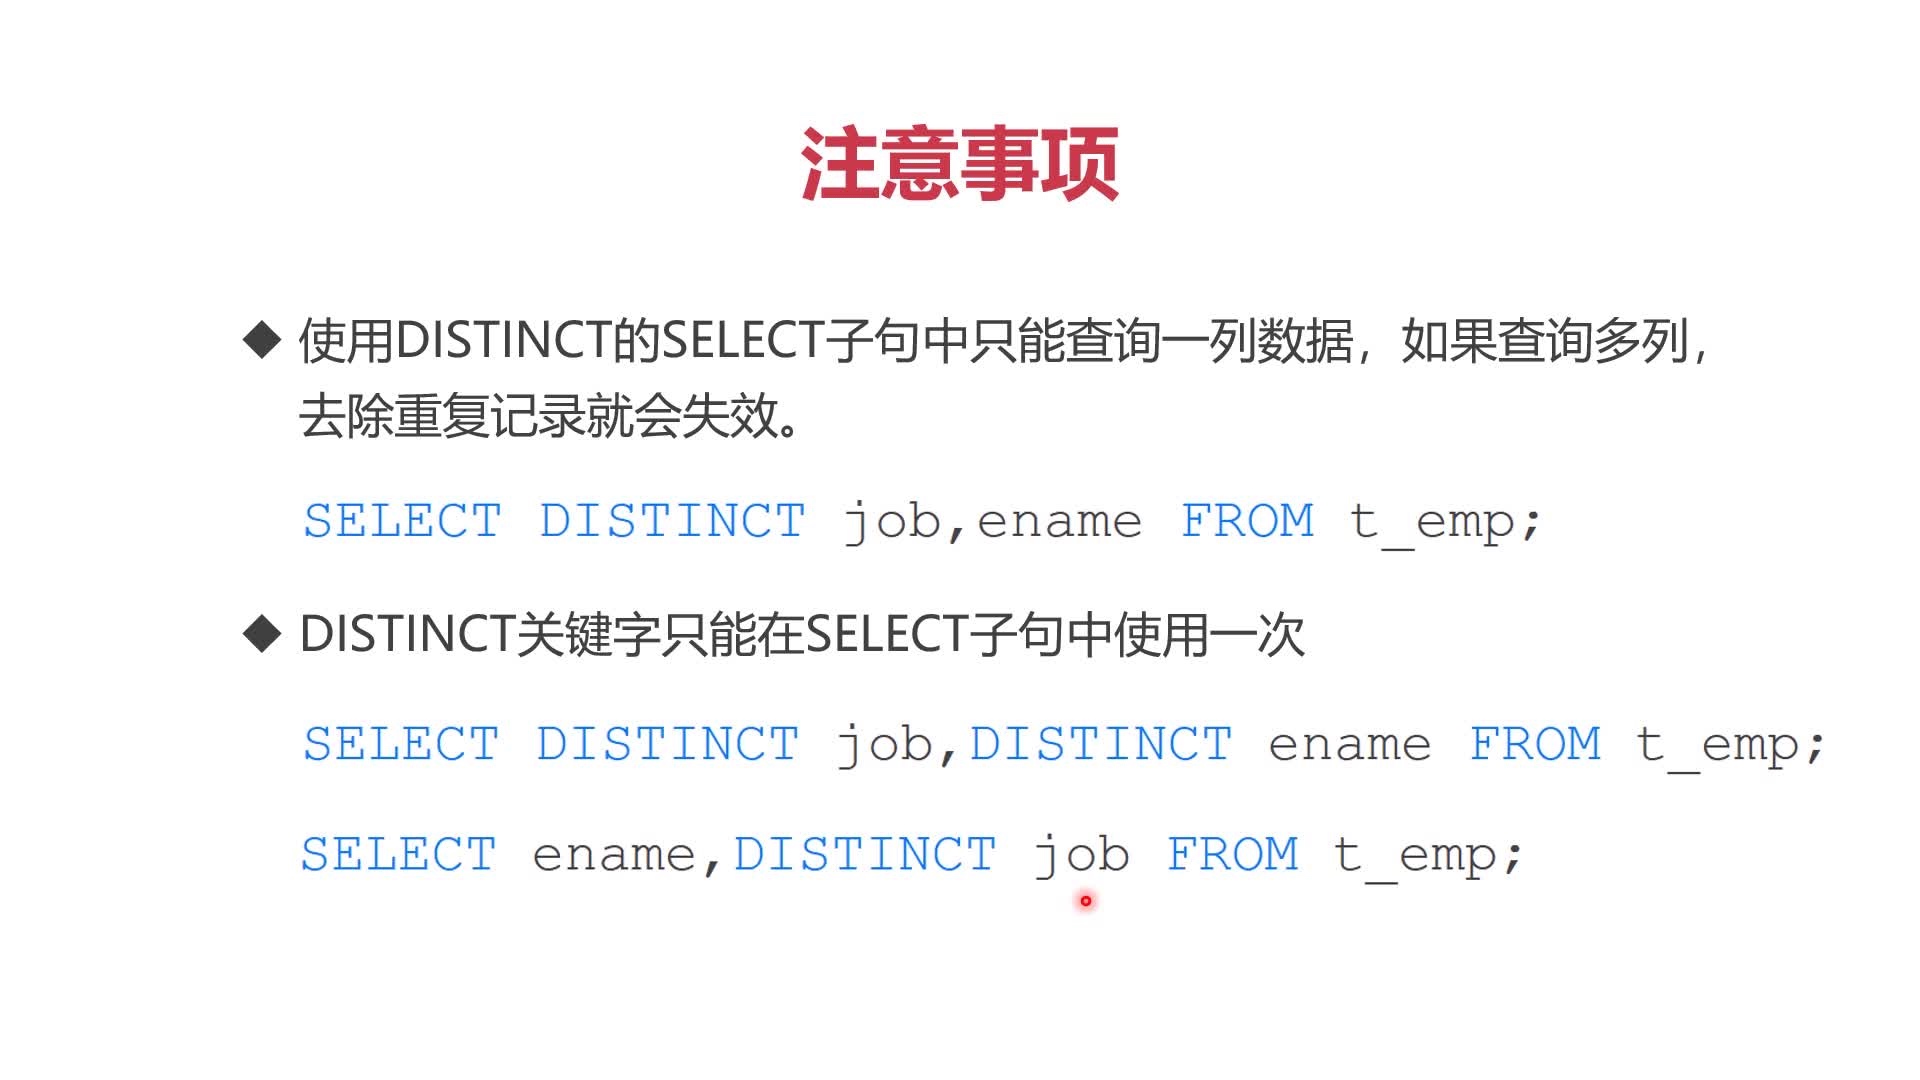 注意事项
◆ 使用DISTINCT的SELECT子句中只能查询一列数据，如果查询多列，
去除重复记录就会失效。
SELECT DISTINCT job,ename FROM t_emp;
◆ DISTINCT关键字只能在SELECT子句中使用一次
SELECT DISTINCT job,DISTINCT ename FROM t_emp;
SELECT ename,DISTINCT job FROM t_emp;